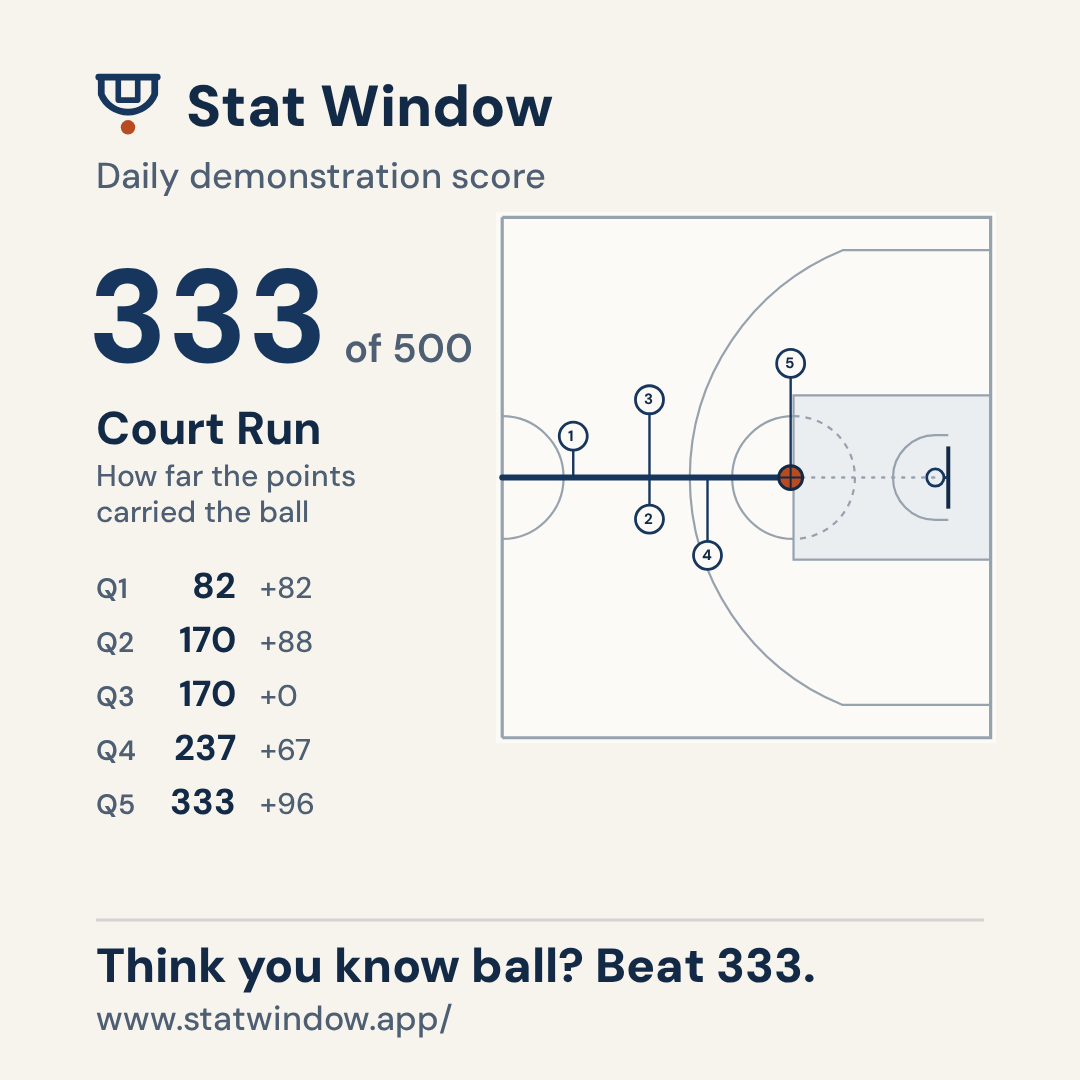 Stat Window
Daily demonstration score
333 of 500
Court Run
How far the points
carried the ball
Q1 82 +82
Q2 170 +88
Q3 170 +0
Q4 237 +67
Q5 333 +96
5
3
1
2
4
Think you know ball? Beat 333.
www.statwindow.app/